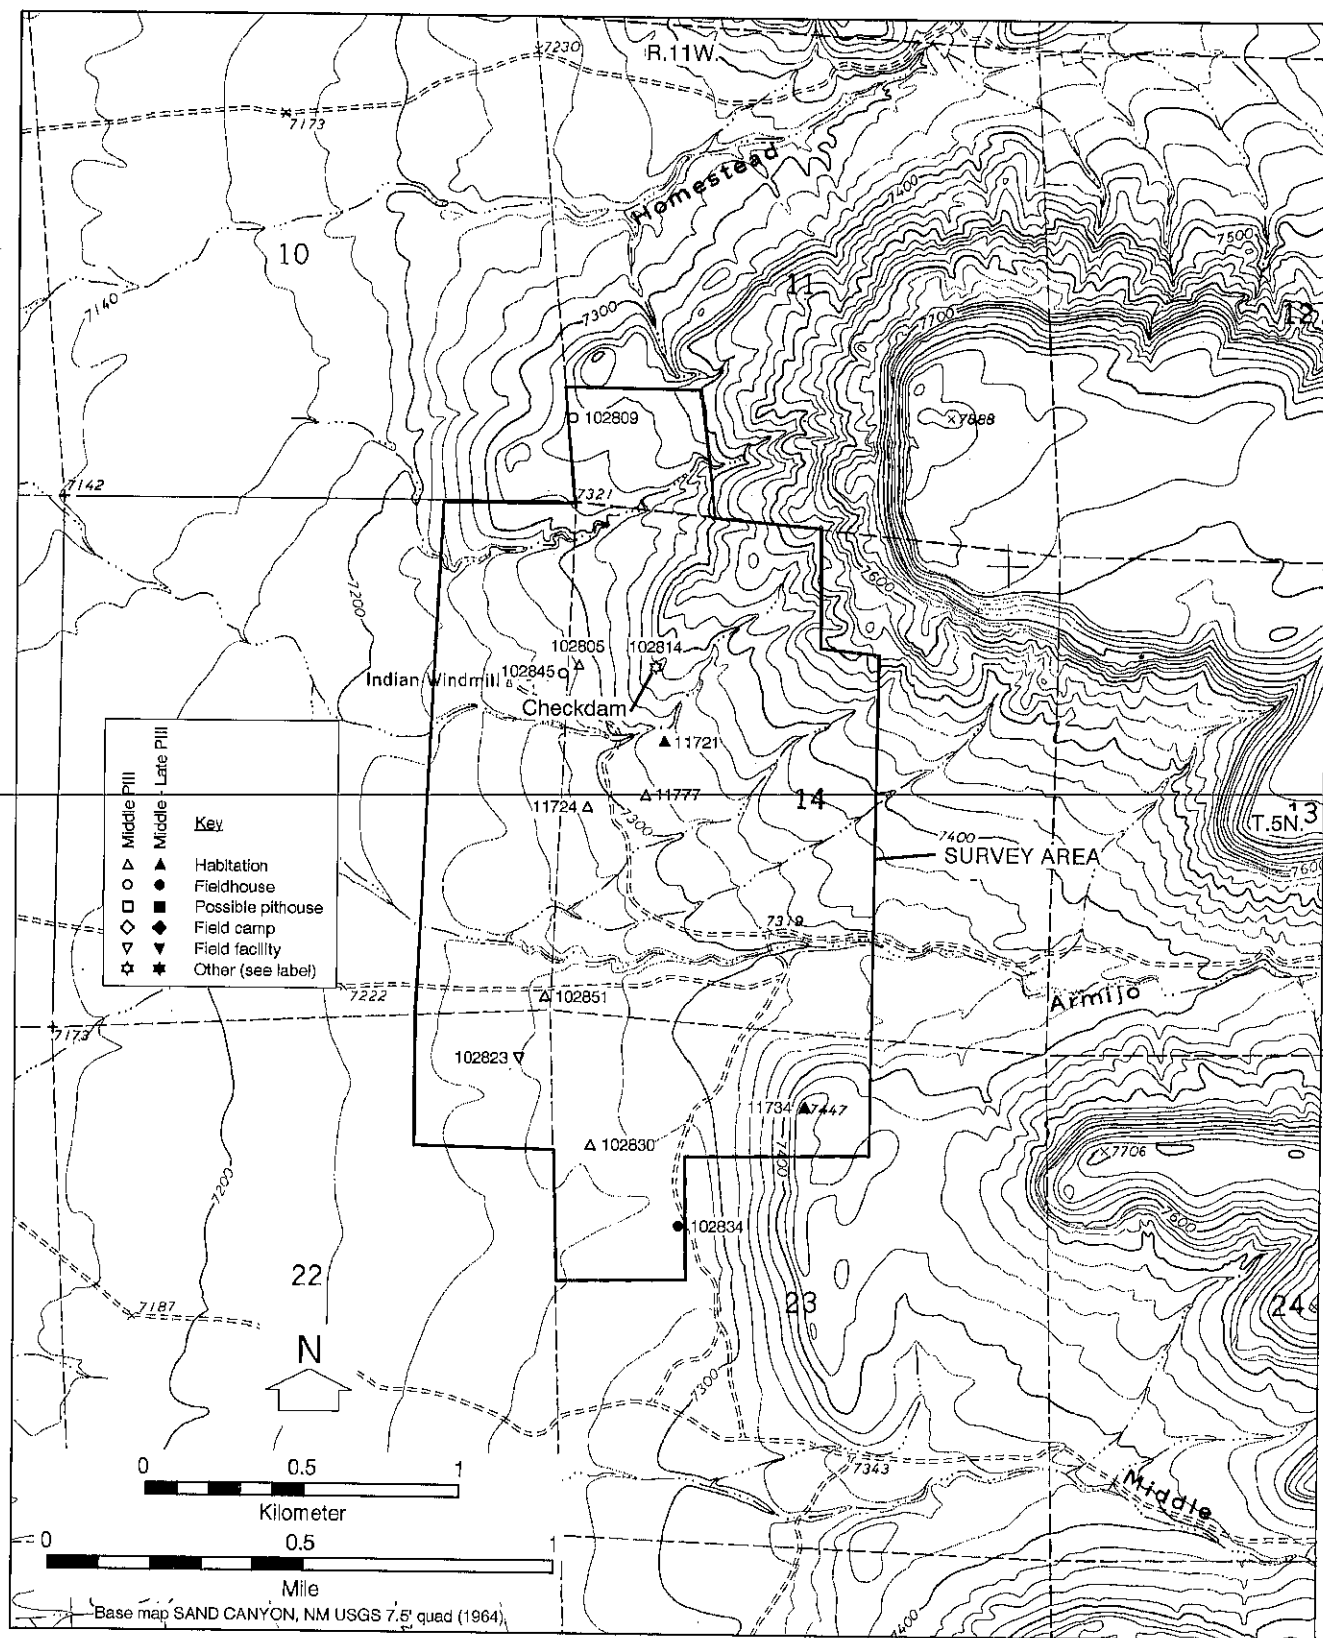 R.11W.
7230
7173
Homestead
7400
10
7500
11
7140
7300
12
7700
102809
7888
7142
7321
7600
7200
102805
102814
102845
Indian Windmill
Checkdam
11721
11777
11724
14
7300
13
T.5N.
7400
SURVEY AREA
7600
Middle PIII
Middle - Late PIII
Key
Habitation
Fieldhouse
Possible pithouse
Field camp
Field facility
Other (see label)
7319
7222
102851
Armijo
7173
102823
11734
7447
102830
7400
7706
7200
102834
7600
22
23
24
7187
N
7300
7343
Middle
0 0.5 1
Kilometer
0 0.5 1
Mile
Base map SAND CANYON, NM USGS 7.5' quad (1964)
7400